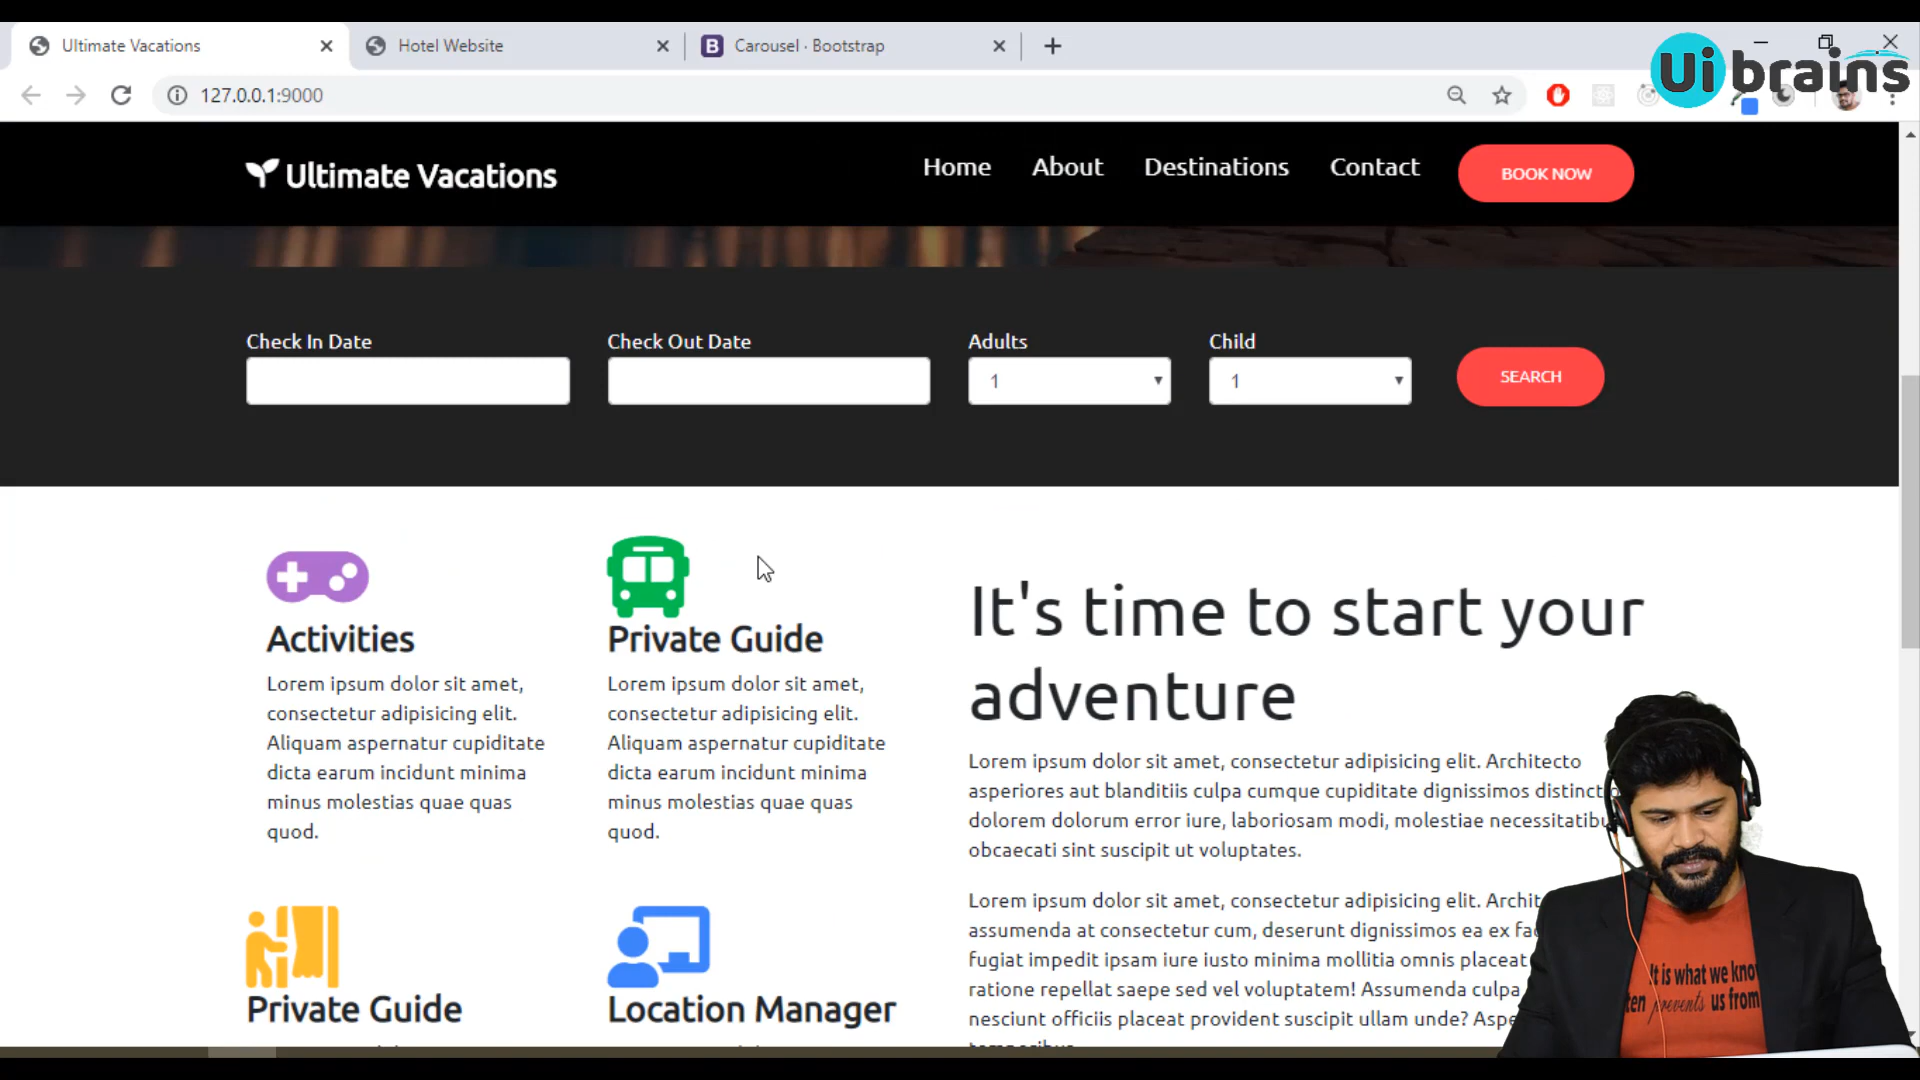 Ultimate Vacations
Hotel Website
B Carousel · Bootstrap
Ui brains
127.0.0.1:9000
Ultimate Vacations
Home About Destinations Contact BOOK NOW
Check In Date Check Out Date Adults Child
1 1 SEARCH
Activities
Lorem ipsum dolor sit amet,
consectetur adipisicing elit.
Aliquam aspernatur cupiditate
dicta earum incidunt minima
minus molestias quae quas
quod.
Private Guide
Lorem ipsum dolor sit amet,
consectetur adipisicing elit.
Aliquam aspernatur cupiditate
dicta earum incidunt minima
minus molestias quae quas
quod.
It's time to start your
adventure
Lorem ipsum dolor sit amet, consectetur adipisicing elit. Architecto
asperiores aut blanditiis culpa cumque cupiditate dignissimos
dolorem dolorum error iure, laboriosam modi, molestiae
obcaecati sint suscipit ut voluptates.
Lorem ipsum dolor sit amet, consectetur adipisicing elit.
assumenda at consectetur cum, deserunt dignissimos ea ex
fugiat impedit ipsam iure iusto minima mollitia omnis placeat
ratione repellat saepe sed vel voluptatem! Assumenda culpa
nesciunt officiis placeat provident suscipit ullam unde?
Private Guide
Location Manager
It is what we
prevents us from